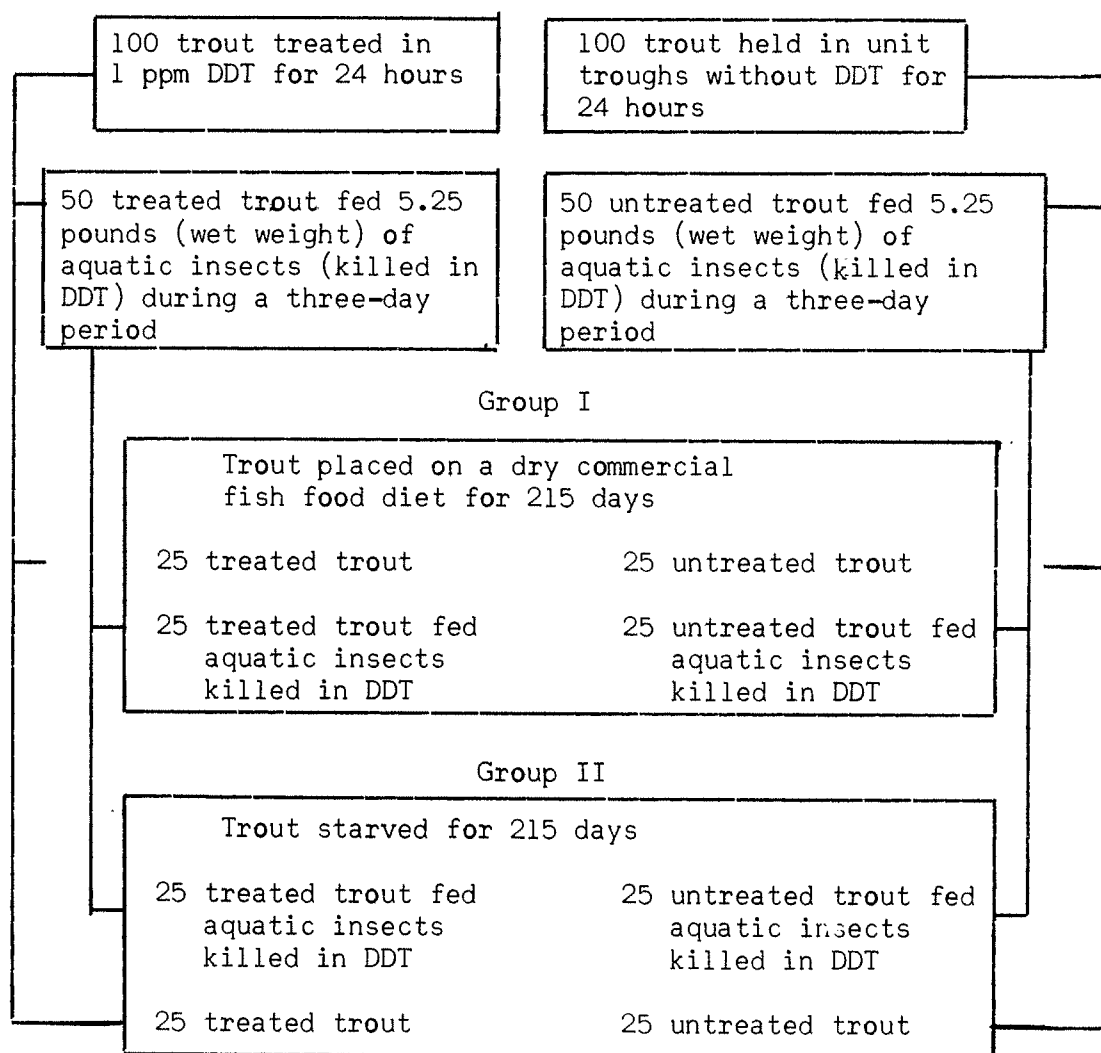 100 trout treated in
1 ppm DDT for 24 hours
100 trout held in unit
troughs without DDT for
24 hours
50 treated trout fed 5.25
pounds (wet weight) of
aquatic insects (killed in
DDT) during a three-day
period
50 untreated trout fed 5.25
pounds (wet weight) of
aquatic insects (killed in
DDT) during a three-day
period
Group I
Trout placed on a dry commercial
fish food diet for 215 days
25 treated trout
25 untreated trout
25 treated trout fed
aquatic insects
killed in DDT
25 untreated trout fed
aquatic insects
killed in DDT
Group II
Trout starved for 215 days
25 treated trout fed
aquatic insects
killed in DDT
25 untreated trout fed
aquatic insects
killed in DDT
25 treated trout
25 untreated trout